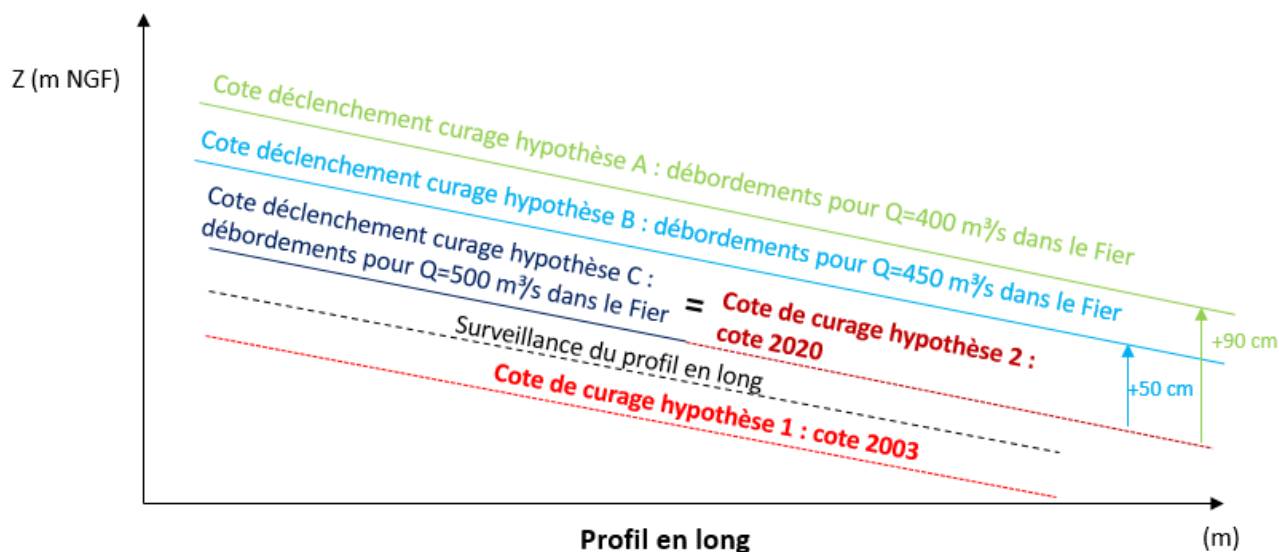 Z (m NGF)
Cote déclenchement curage hypothèse A : débordements pour Q=400 m³/s dans le Fier
Cote déclenchement curage hypothèse B : débordements pour Q=450 m³/s dans le Fier
Cote déclenchement curage hypothèse C :
débordements pour Q=500 m³/s dans le Fier
=
Cote de curage hypothèse 2 :
cote 2020
+90 cm
+50 cm
Surveillance du profil en long
Cote de curage hypothèse 1 : cote 2003
Profil en long
(m)